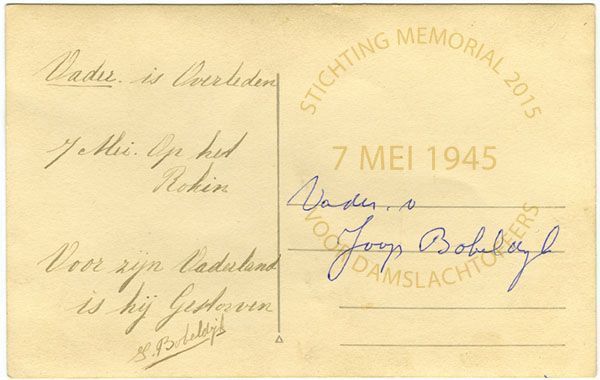 Vader. is Overleden
7 Mei. Op het
Rokin
Voor zijn Vaderland
is hij Gestorven
J. Bobeldijk
STICHTING MEMORIAL 2015
7 MEI 1945
VOOR DAMSLACHTOFFERS
Vader. v
Joop Bobeldijk